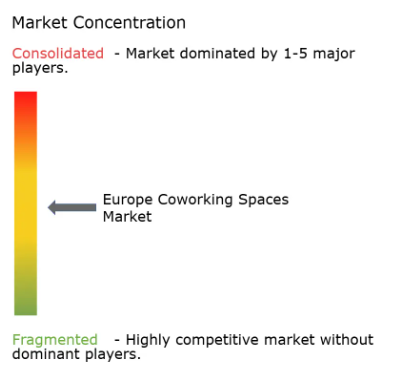 Market Concentration
Consolidated - Market dominated by 1-5 major
players.
Europe Coworking Spaces
Market
Fragmented - Highly competitive market without
dominant players.